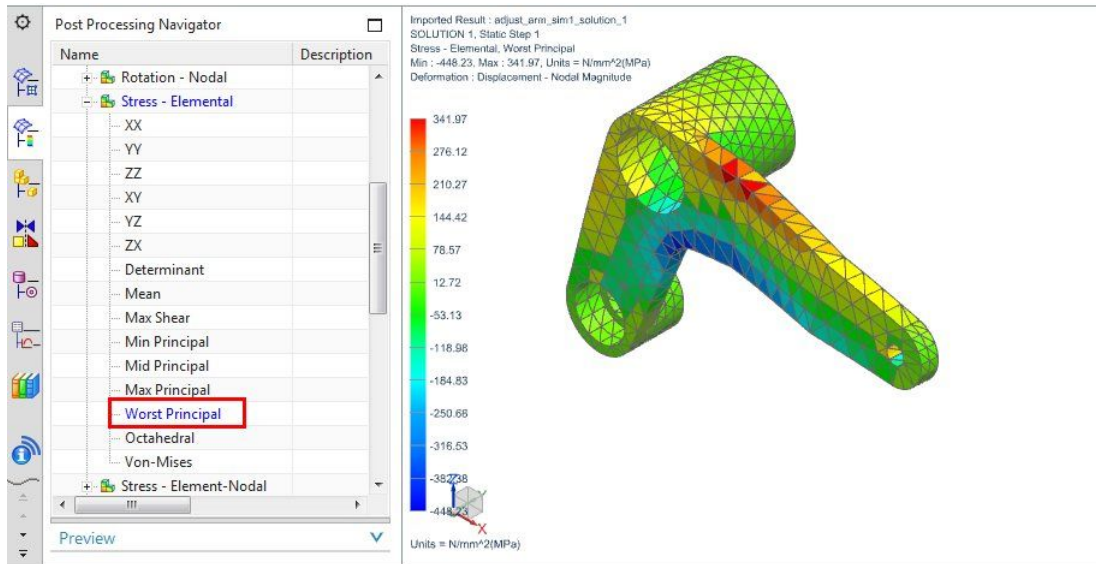 Post Processing Navigator
Name Description
Rotation - Nodal
Stress - Elemental
XX
YY
ZZ
XY
YZ
ZX
Determinant
Mean
Max Shear
Min Principal
Mid Principal
Max Principal
Worst Principal
Octahedral
Von-Mises
Stress - Element-Nodal
Preview
Imported Result : adjust_arm_sim1_solution_1
SOLUTION 1, Static Step 1
Stress - Elemental, Worst Principal
Min : -448.23, Max : 341.97, Units = N/mm^2(MPa)
Deformation : Displacement - Nodal Magnitude
341.97
276.12
210.27
144.42
78.57
12.72
-53.13
-118.98
-184.83
-250.68
-316.53
-382.38
-448.23
Z
Y
X
Units = N/mm^2(MPa)